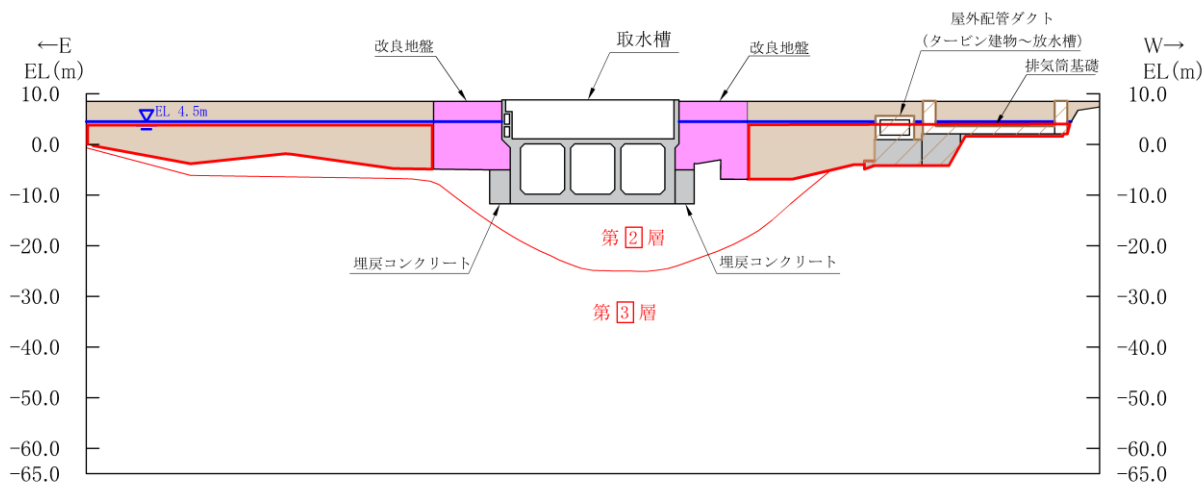 ←E
EL(m)
W→
EL(m)
改良地盤
取水槽
改良地盤
屋外配管ダクト
(タービン建物～放水槽)
排気筒基礎
EL 4.5m
10.0
0.0
-10.0
-20.0
-30.0
-40.0
-50.0
-60.0
-65.0
10.0
0.0
-10.0
-20.0
-30.0
-40.0
-50.0
-60.0
-65.0
第2層
埋戻コンクリート
埋戻コンクリート
第3層